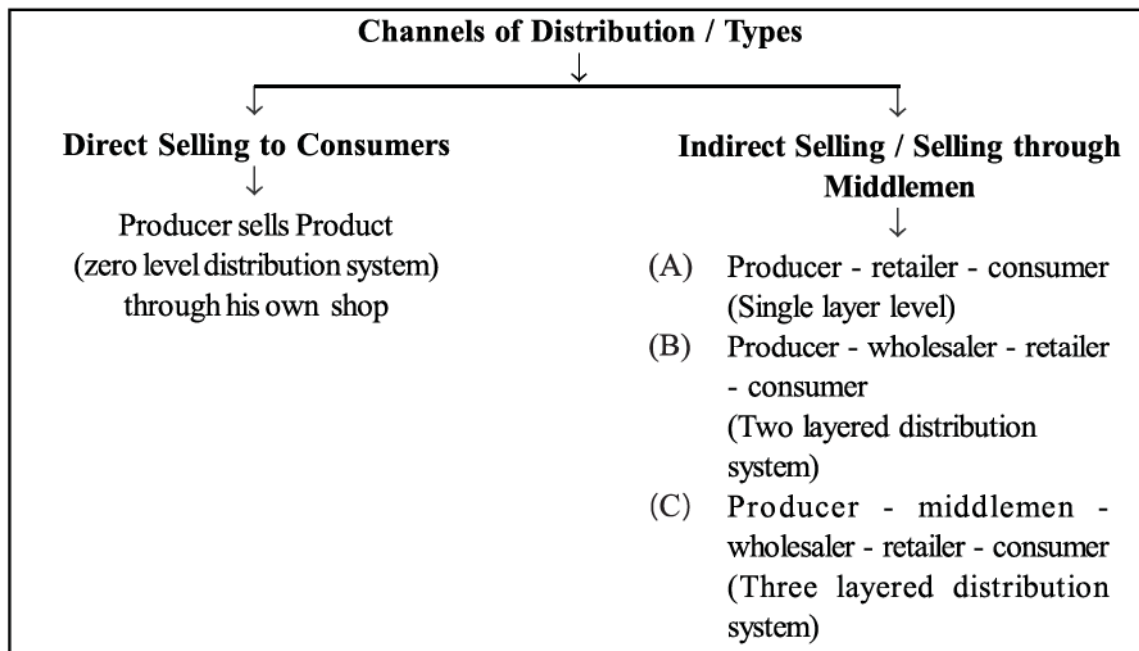 Channels of Distribution / Types
Direct Selling to Consumers
Producer sells Product
(zero level distribution system)
through his own shop
Indirect Selling / Selling through
Middlemen
(A) Producer - retailer - consumer
(Single layer level)
(B) Producer - wholesaler - retailer
- consumer
(Two layered distribution
system)
(C) Producer - middlemen -
wholesaler - retailer - consumer
(Three layered distribution
system)